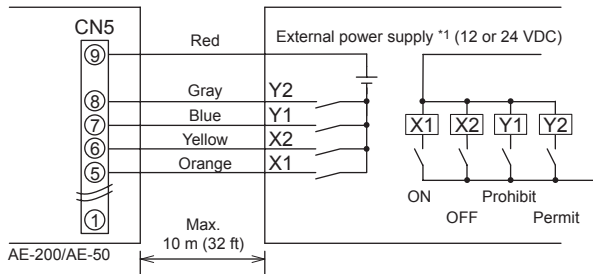 CN5
9 Red External power supply *1 (12 or 24 VDC)
8 Gray Y2
7 Blue Y1
6 Yellow X2
5 Orange X1
X1 X2 Y1 Y2
ON Prohibit
OFF Permit
1
Max.
10 m (32 ft)
AE-200/AE-50